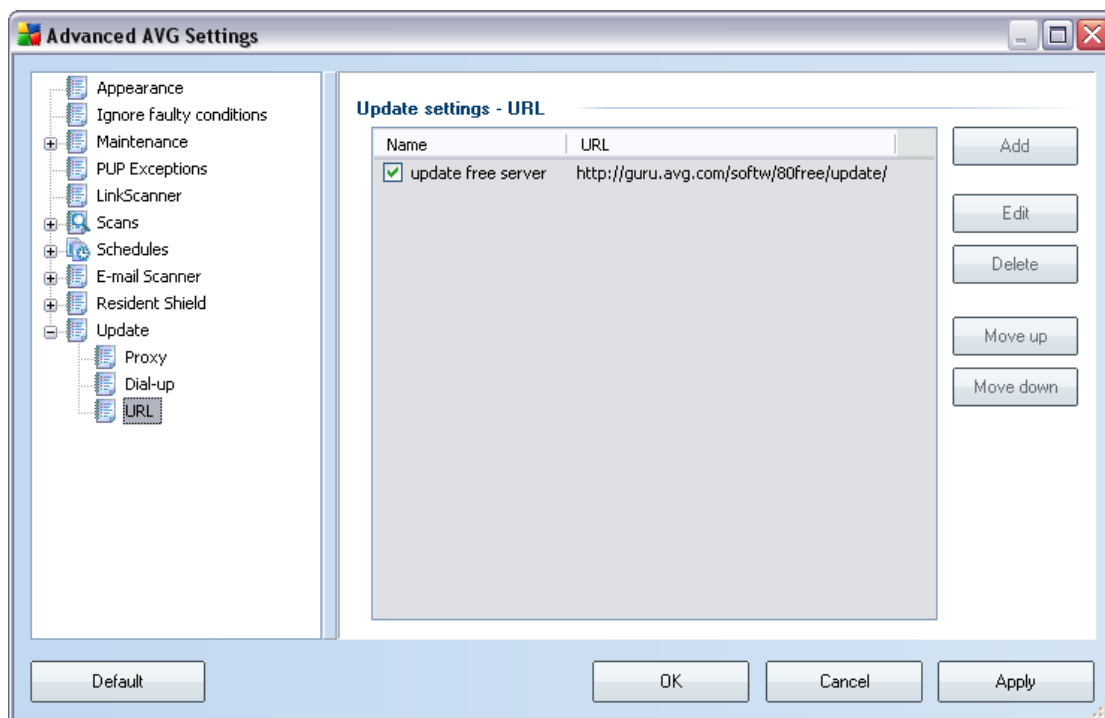 Advanced AVG Settings
Appearance
Ignore faulty conditions
Maintenance
PUP Exceptions
LinkScanner
Scans
Schedules
E-mail Scanner
Resident Shield
Update
Proxy
Dial-up
URL
Update settings - URL
Name URL
update free server http://guru.avg.com/softw/80free/update/
Add
Edit
Delete
Move up
Move down
Default OK Cancel Apply